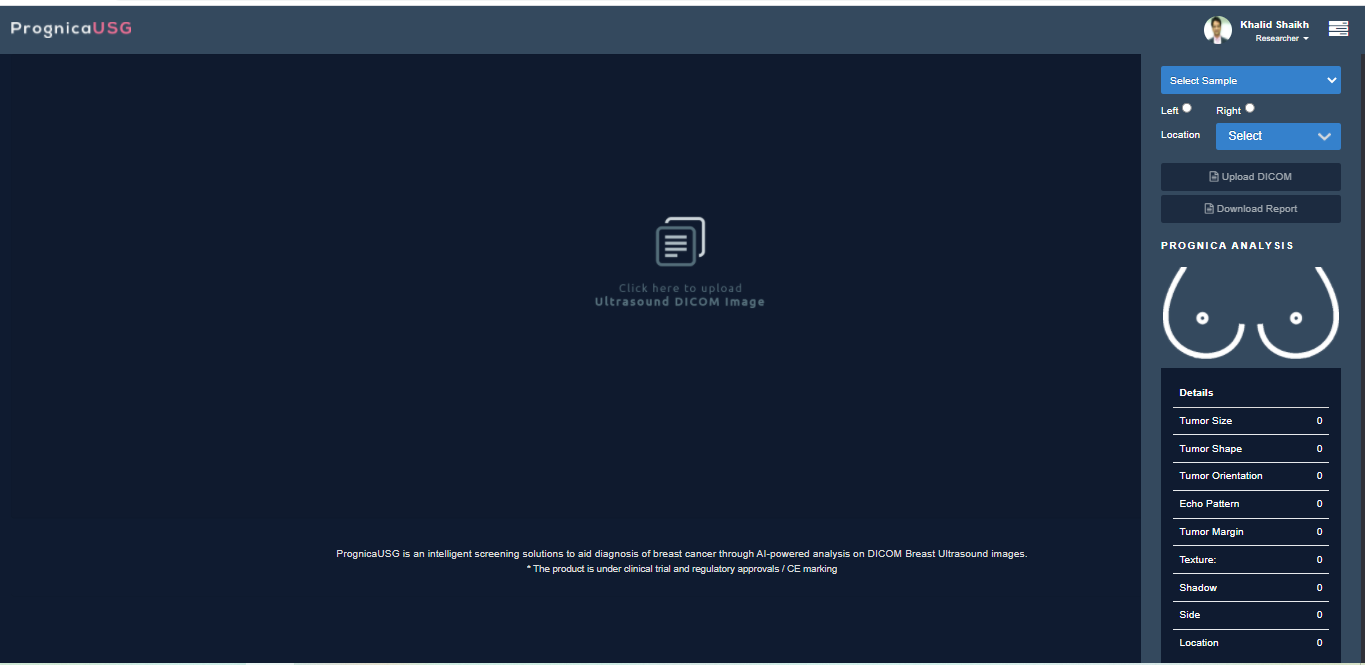 PrognicaUSG
Khalid Shaikh
Researcher
Select Sample
Left
Right
Location
Select
Upload DICOM
Download Report
PROGNICA ANALYSIS
Click here to upload
Ultrasound DICOM Image
Details
Tumor Size 0
Tumor Shape 0
Tumor Orientation 0
Echo Pattern 0
Tumor Margin 0
Texture: 0
Shadow 0
Side 0
Location 0
PrognicaUSG is an intelligent screening solutions to aid diagnosis of breast cancer through AI-powered analysis on DICOM Breast Ultrasound images.
* The product is under clinical trial and regulatory approvals / CE marking